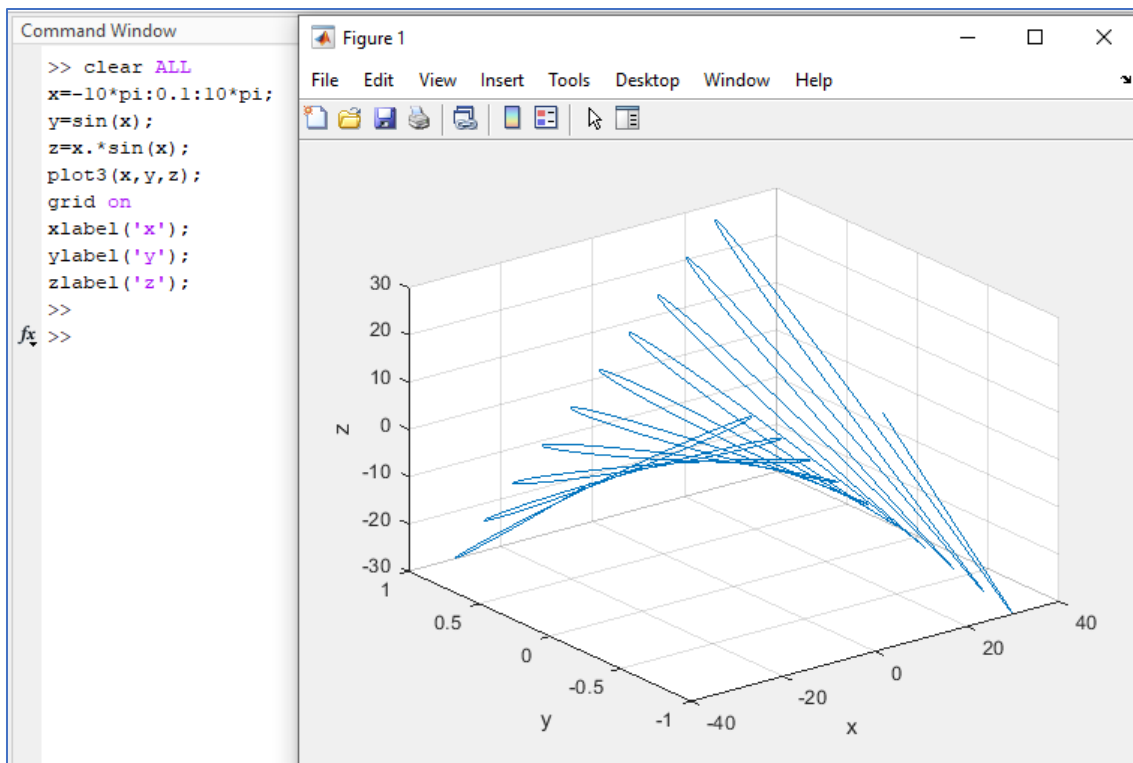 Command Window
>> clear ALL
x=-10*pi:0.1:10*pi;
y=sin(x);
z=x.*sin(x);
plot3(x,y,z);
grid on
xlabel('x');
ylabel('y');
zlabel('z');
>>
fx >>
Figure 1
File Edit View Insert Tools Desktop Window Help
30
20
10
0
-10
-20
-30
z
1
0.5
0
-0.5
-1
y
-40
-20
0
20
40
x